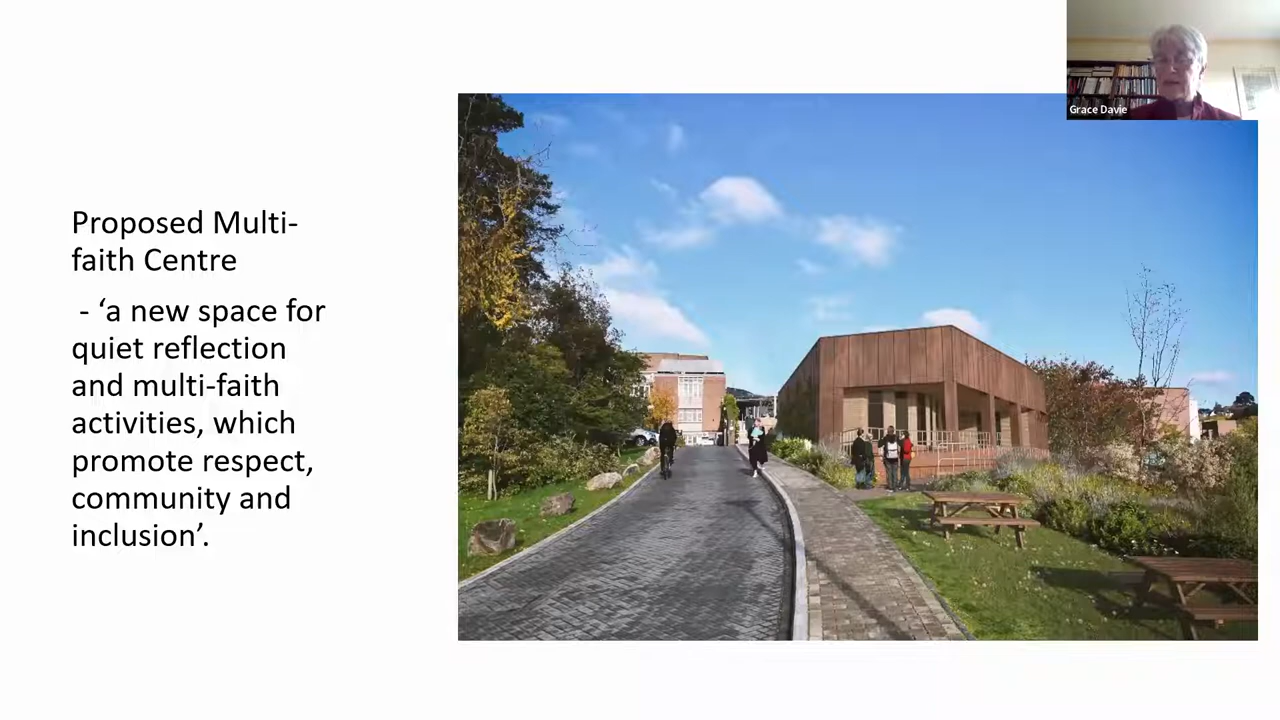 Grace Davie
Proposed Multi-
faith Centre
- ‘a new space for
quiet reflection
and multi-faith
activities, which
promote respect,
community and
inclusion’.